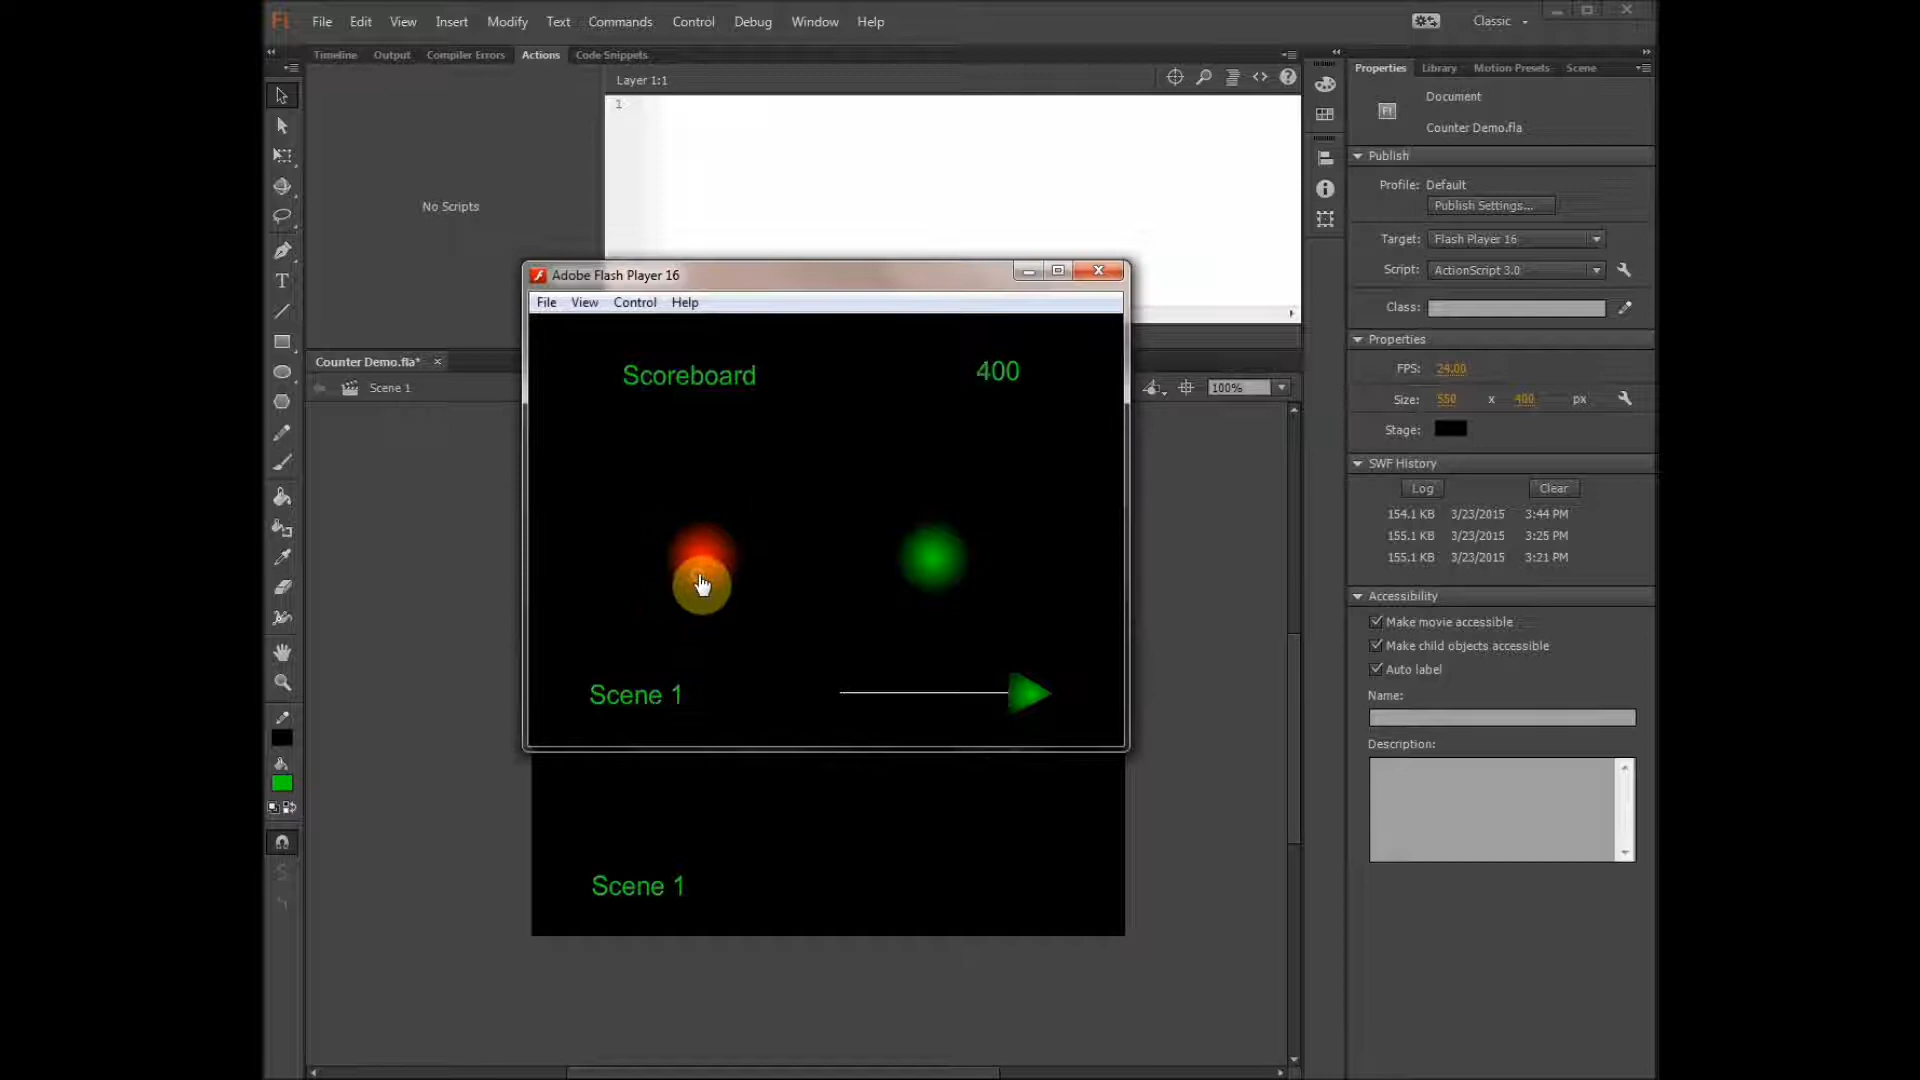 Fl File Edit View Insert Modify Text Commands Control Debug Window Help Classic
Timeline Output Compiler Errors Actions Code Snippets
Layer 1:1
1
No Scripts
Adobe Flash Player 16
File View Control Help
Scoreboard 400
Scene 1
Counter Demo.fla*
Scene 1
100%
Scene 1
Properties Library Motion Presets Scene
Fl
Document
Counter Demo.fla
Publish
Profile: Default
Publish Settings...
Target: Flash Player 16
Script: ActionScript 3.0
Class:
Properties
FPS: 24.00
Size: 550 x 400 px
Stage:
SWF History
Log Clear
154.1 KB 3/23/2015 3:44 PM
155.1 KB 3/23/2015 3:25 PM
155.1 KB 3/23/2015 3:21 PM
Accessibility
Make movie accessible
Make child objects accessible
Auto label
Name:
Description: